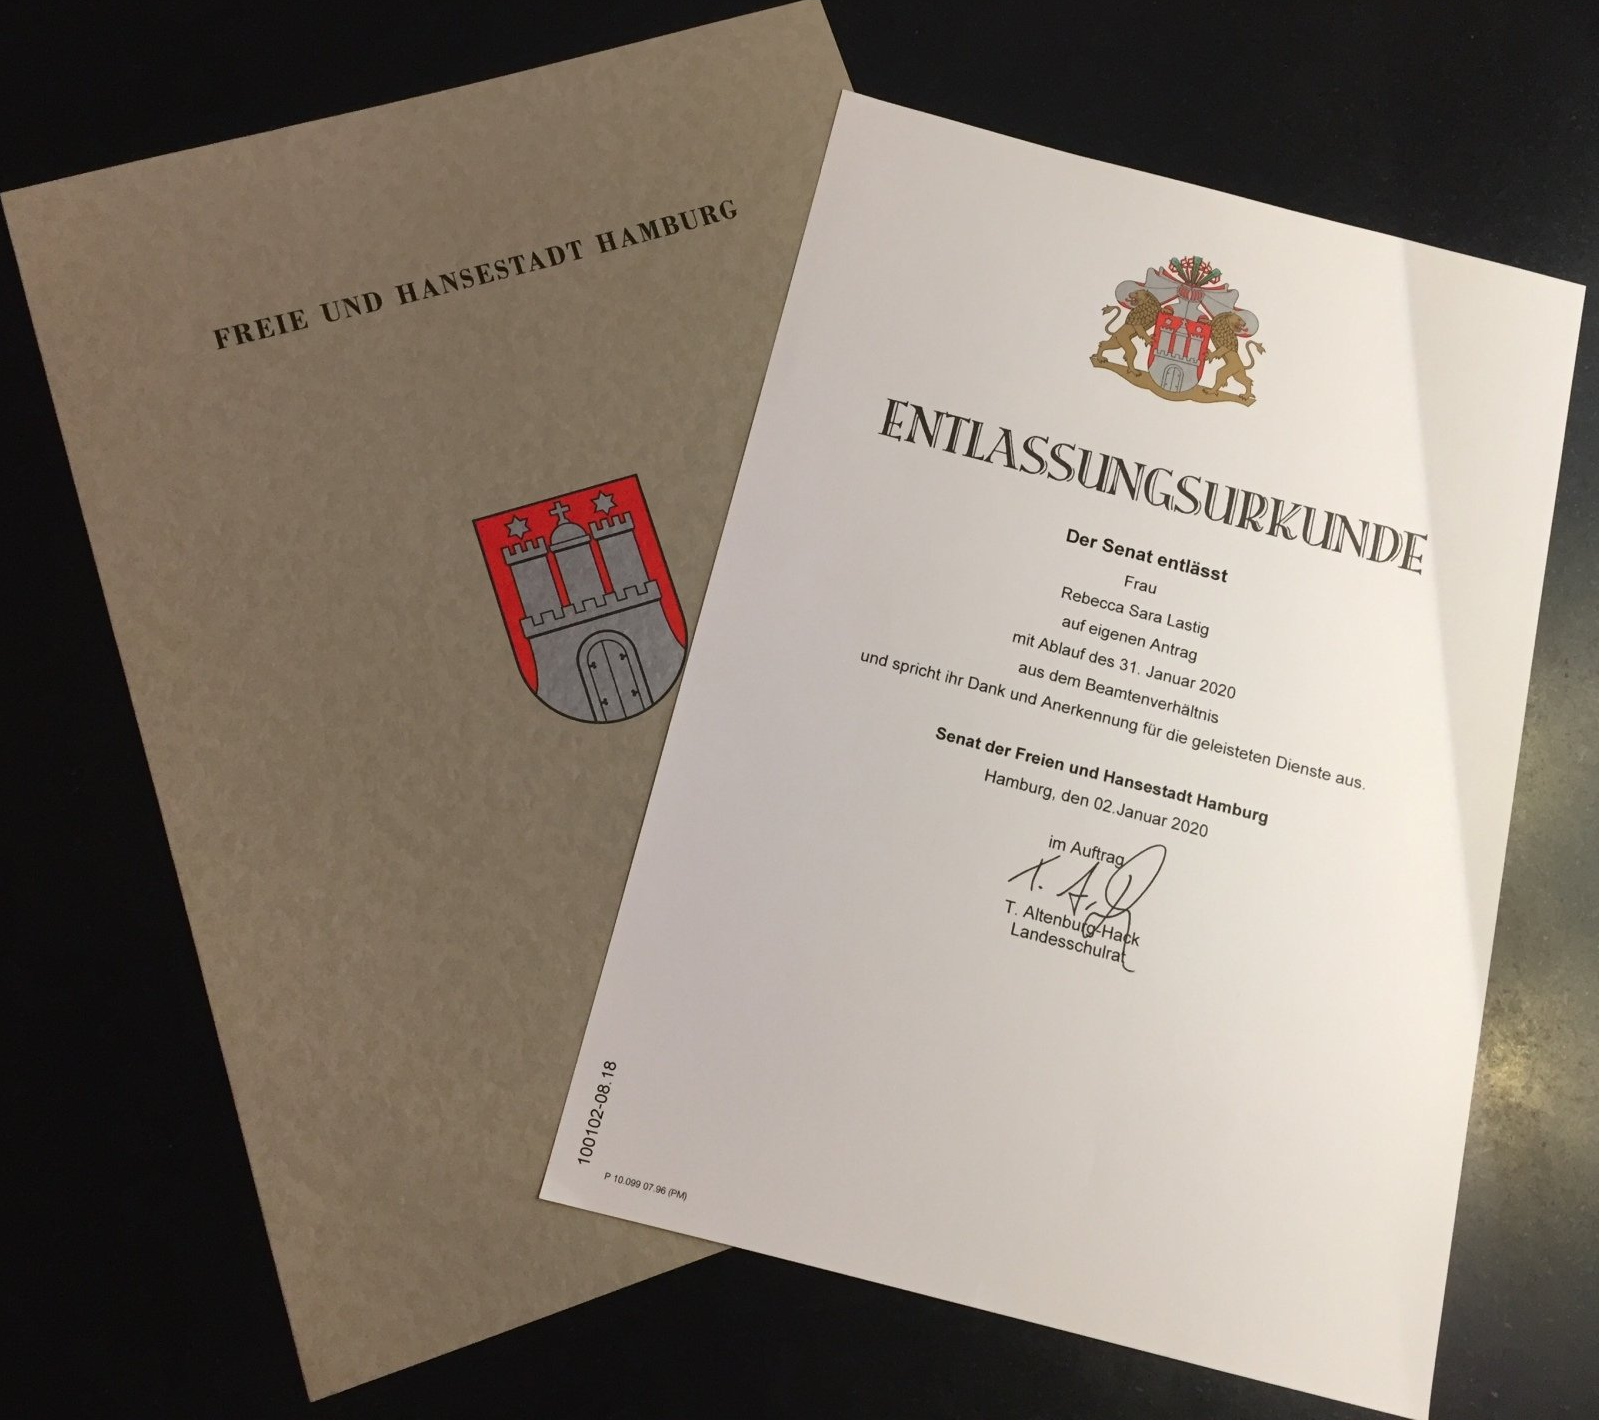 FREIE UND HANSESTADT HAMBURG
ENTLASSUNGSURKUNDE
Der Senat entlässt
Frau
Rebecca Sara Lastig
auf eigenen Antrag
mit Ablauf des 31. Januar 2020
aus dem Beamtenverhältnis
und spricht ihr Dank und Anerkennung für die geleisteten Dienste aus.
Senat der Freien und Hansestadt Hamburg
Hamburg, den 02.Januar 2020
im Auftrag
T. Altenburg-Hack
Landesschulrat
100102-08.18
P 10.099 07.96 (PM)